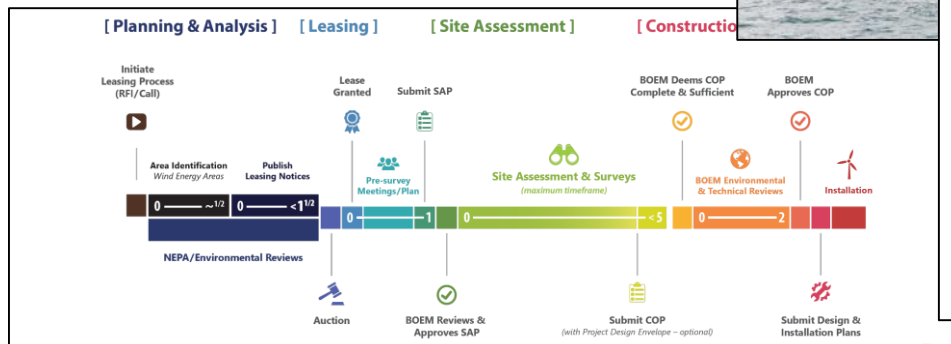 [ Planning & Analysis ] [ Leasing ] [ Site Assessment ] [ Constructio
Initiate
Leasing Process
(RFI/Call)
Lease
Granted
Submit SAP
BOEM Deems COP
Complete & Sufficient
BOEM
Approves COP
Area Identification
Wind Energy Areas
Publish
Leasing Notices
Pre-survey
Meetings/Plan
Site Assessment & Surveys
(maximum timeframe)
BOEM Environmental
& Technical Reviews
Installation
0 ~1/2
0 <1 1/2
0 1
0 <5
0 2
NEPA/Environmental Reviews
Auction
BOEM Reviews &
Approves SAP
Submit COP
(with Project Design Envelope – optional)
Submit Design &
Installation Plans